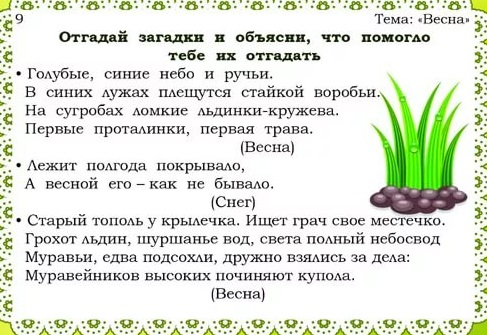 9
Тема: «Весна»
Отгадай загадки и объясни, что помогло
тебе их отгадать
• Голубые, синие небо и ручьи.
В синих лужах плещутся стайкой воробьи.
На сугробах ломкие льдинки-кружева.
Первые проталинки, первая трава.
(Весна)
• Лежит полгода покрывало,
А весной его – как не бывало.
(Снег)
• Старый тополь у крылечка. Ищет грач свое местечко.
Грохот льдин, шуршанье вод, света полный небосвод
Муравьи, едва подсохли, дружно взялись за дела:
Муравейников высоких починяют купола.
(Весна)